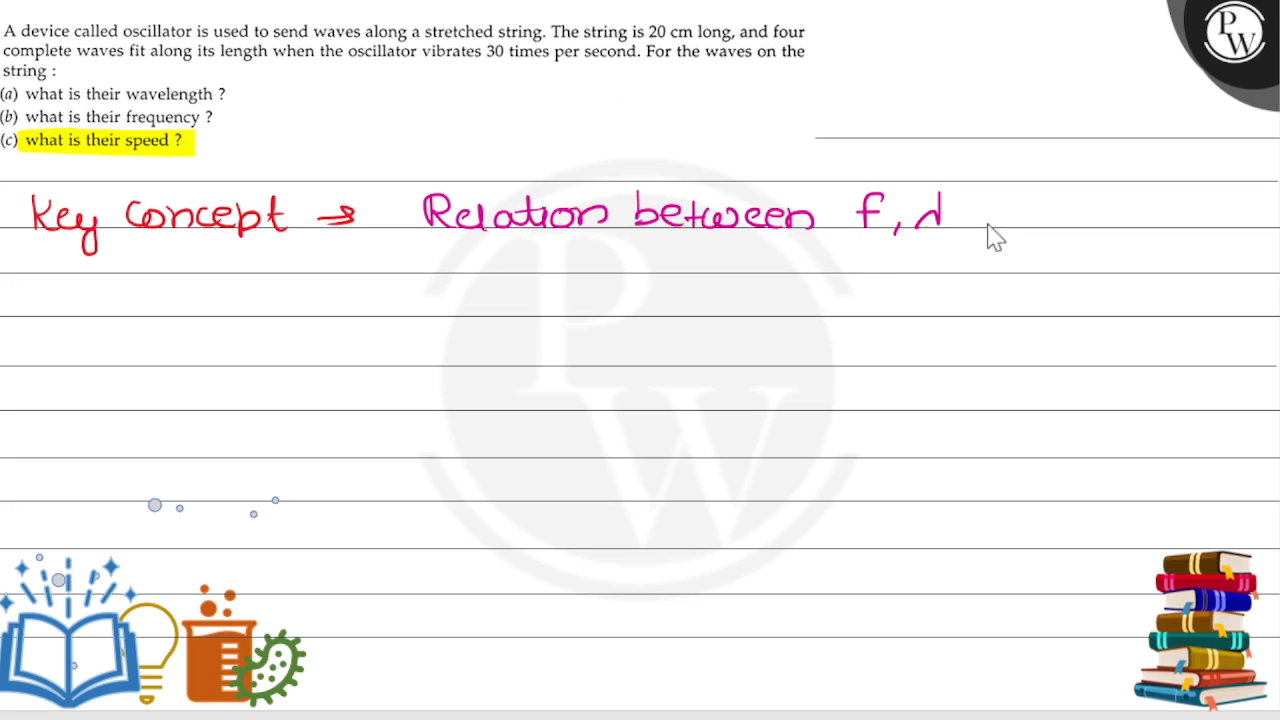 A device called oscillator is used to send waves along a stretched string. The string is 20 cm long, and four
complete waves fit along its length when the oscillator vibrates 30 times per second. For the waves on the
string :
(a) what is their wavelength ?
(b) what is their frequency ?
(c) what is their speed ?
Key concept → Relation between f, λ
P
W
P
W